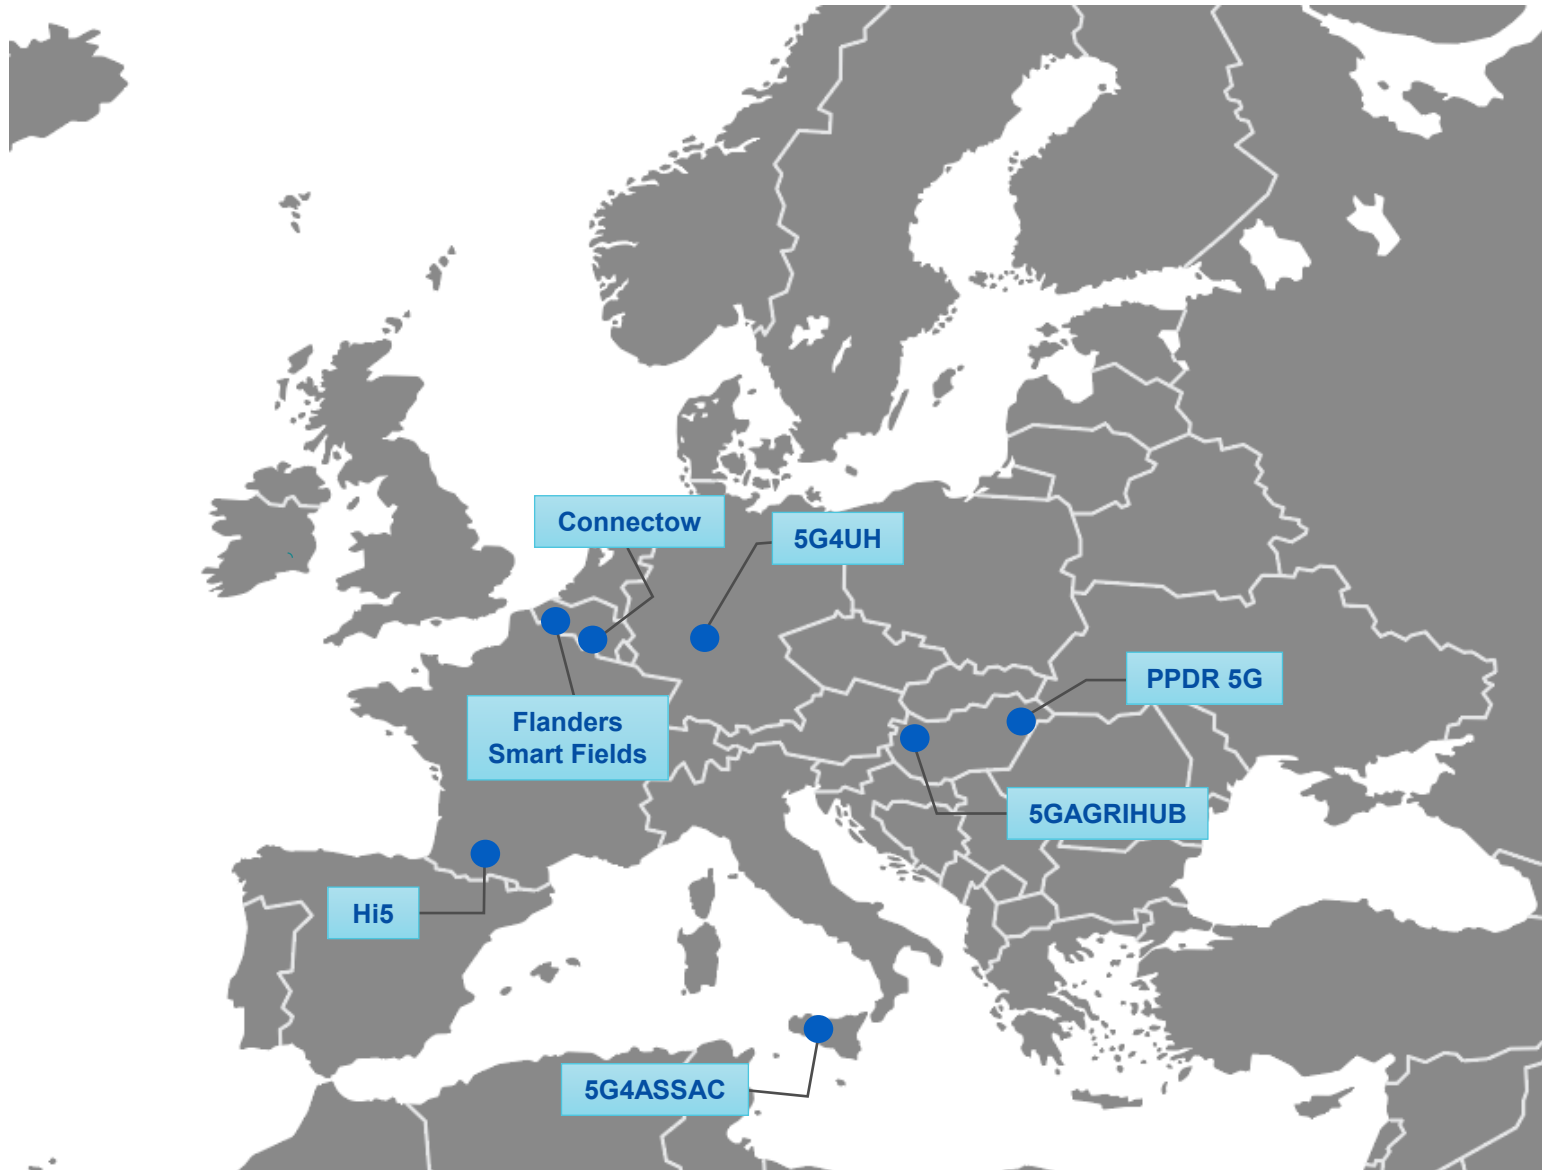 Connectow
5G4UH
PPDR 5G
Flanders
Smart Fields
5GAGRIHUB
Hi5
5G4ASSAC